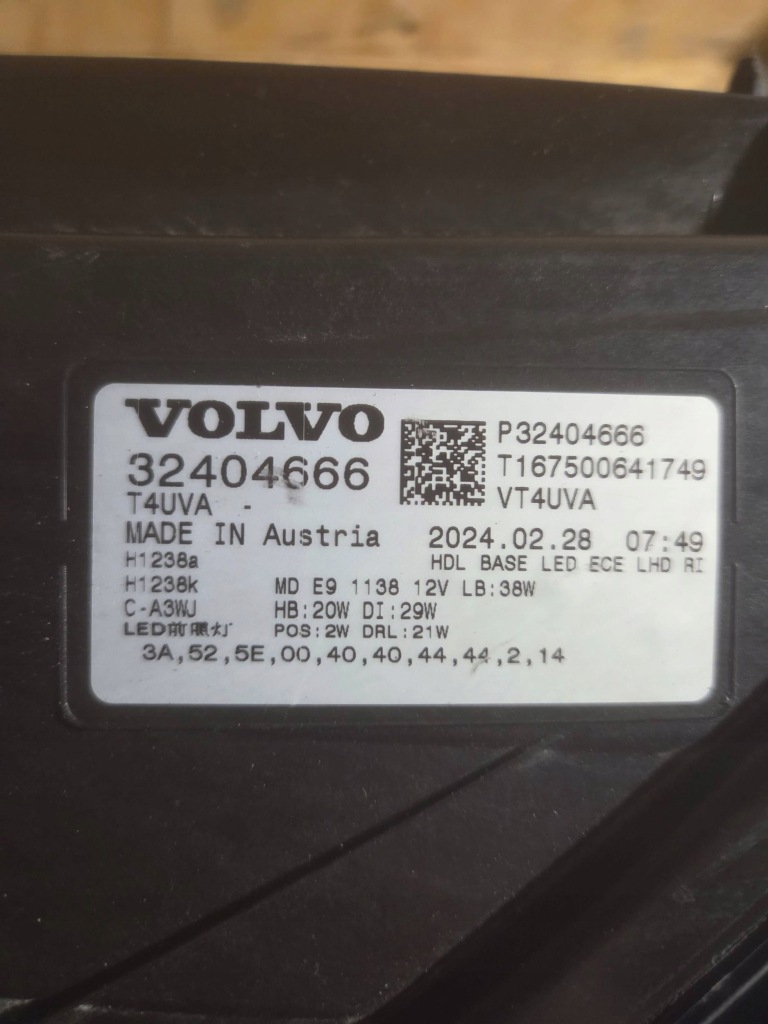 VOLVO
32404666
T4UVA -
P32404666
T167500641749
VT4UVA
MADE IN Austria 2024.02.28 07:49
H1238a HDL BASE LED ECE LHD RI
H1238k MD E9 1138 12V LB:38W
C-A3WJ HB:20W DI:29W
LED前照灯 POS:2W DRL:21W
3A,52,5E,00,40,40,44,44,2,14